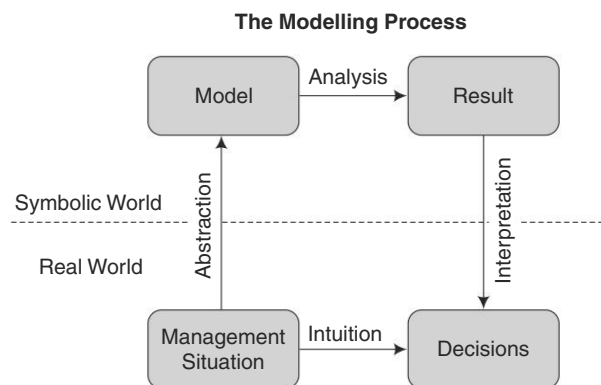 The Modelling Process
Model
Analysis
Result
Symbolic World
Abstraction
Interpretation
Real World
Management
Situation
Intuition
Decisions